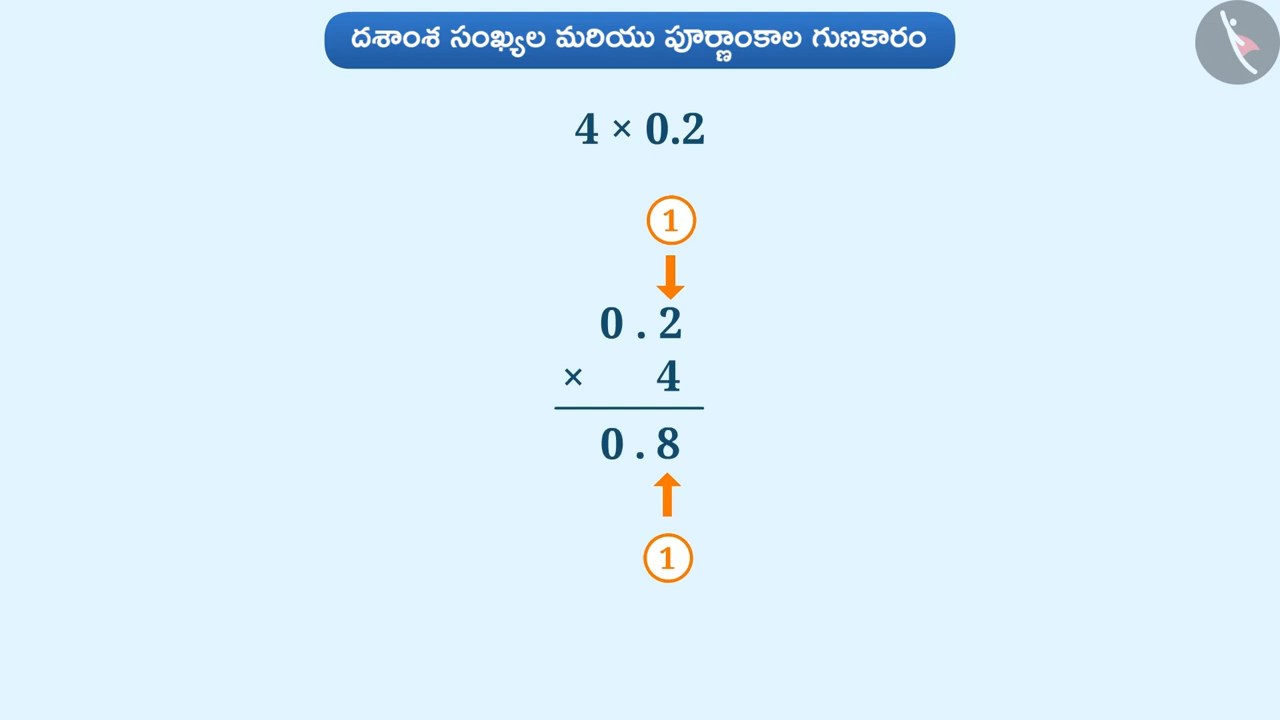 దశాంశ సంఖ్యల మరియు పూర్ణాంకాల గుణకారం
4 × 0.2
1
0 . 2
× 4
0 . 8
1